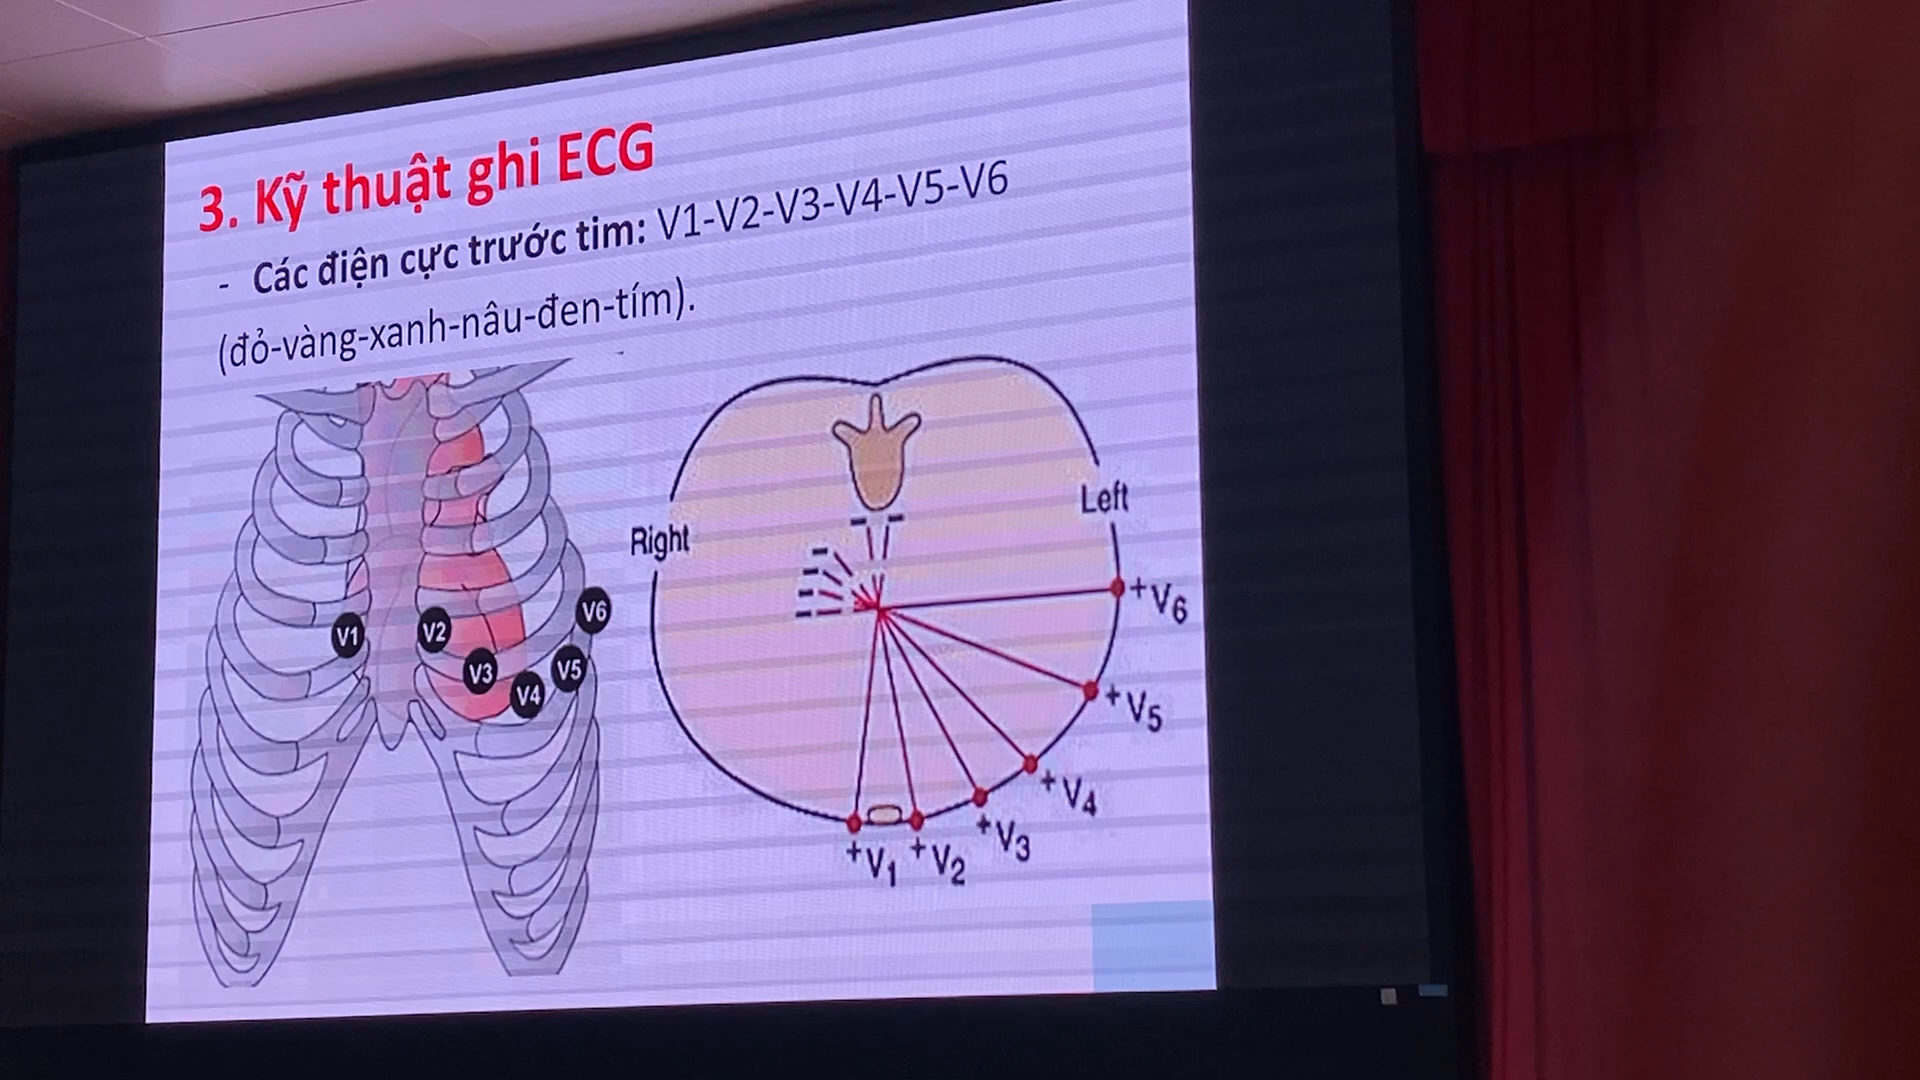 3. Kỹ thuật ghi ECG
- Các điện cực trước tim: V1-V2-V3-V4-V5-V6
(đỏ-vàng-xanh-nâu-đen-tím).
V1
V2
V3
V4
V5
V6
Right
Left
+V6
+V5
+V4
+V3
+V1 +V2